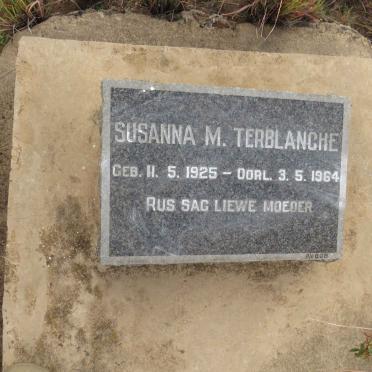 SUSANNA M. TERBLANCHE
GEB. 11. 5. 1925 - OORL. 3. 5. 1964
RUS SAG LIEWE MOEDER